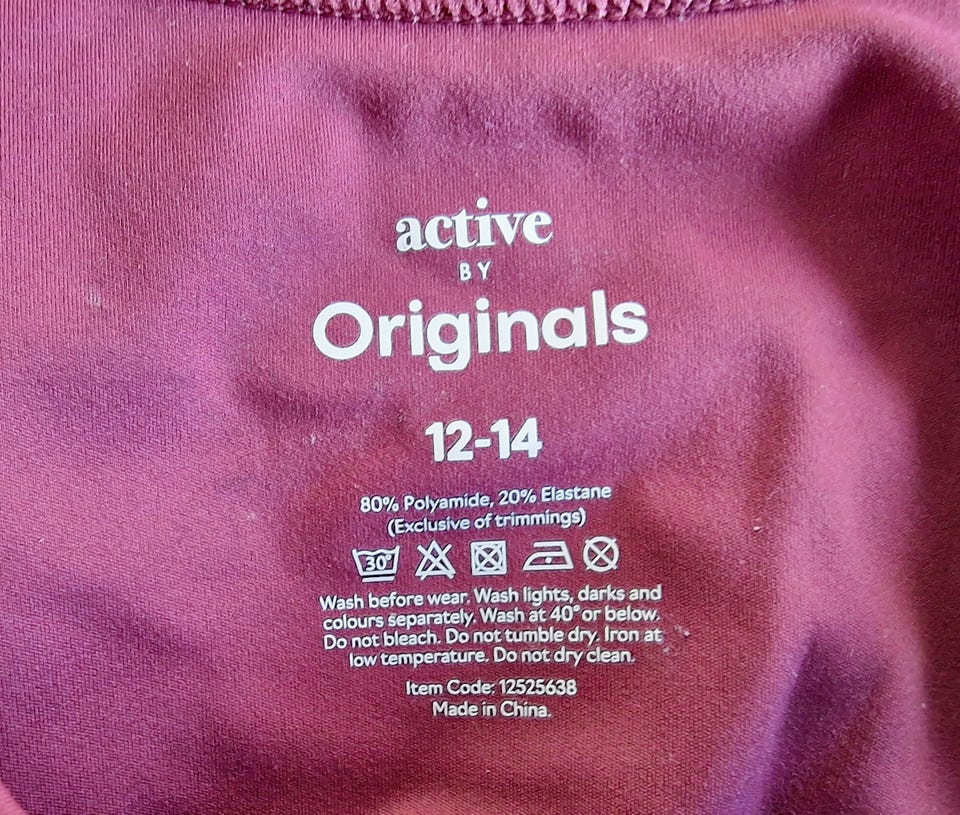 active
BY
Originals
12-14
80% Polyamide, 20% Elastane
(Exclusive of trimmings)
30°
Wash before wear. Wash lights, darks and
colours separately. Wash at 40° or below.
Do not bleach. Do not tumble dry. Iron at
low temperature. Do not dry clean.
Item Code: 12525638
Made in China.